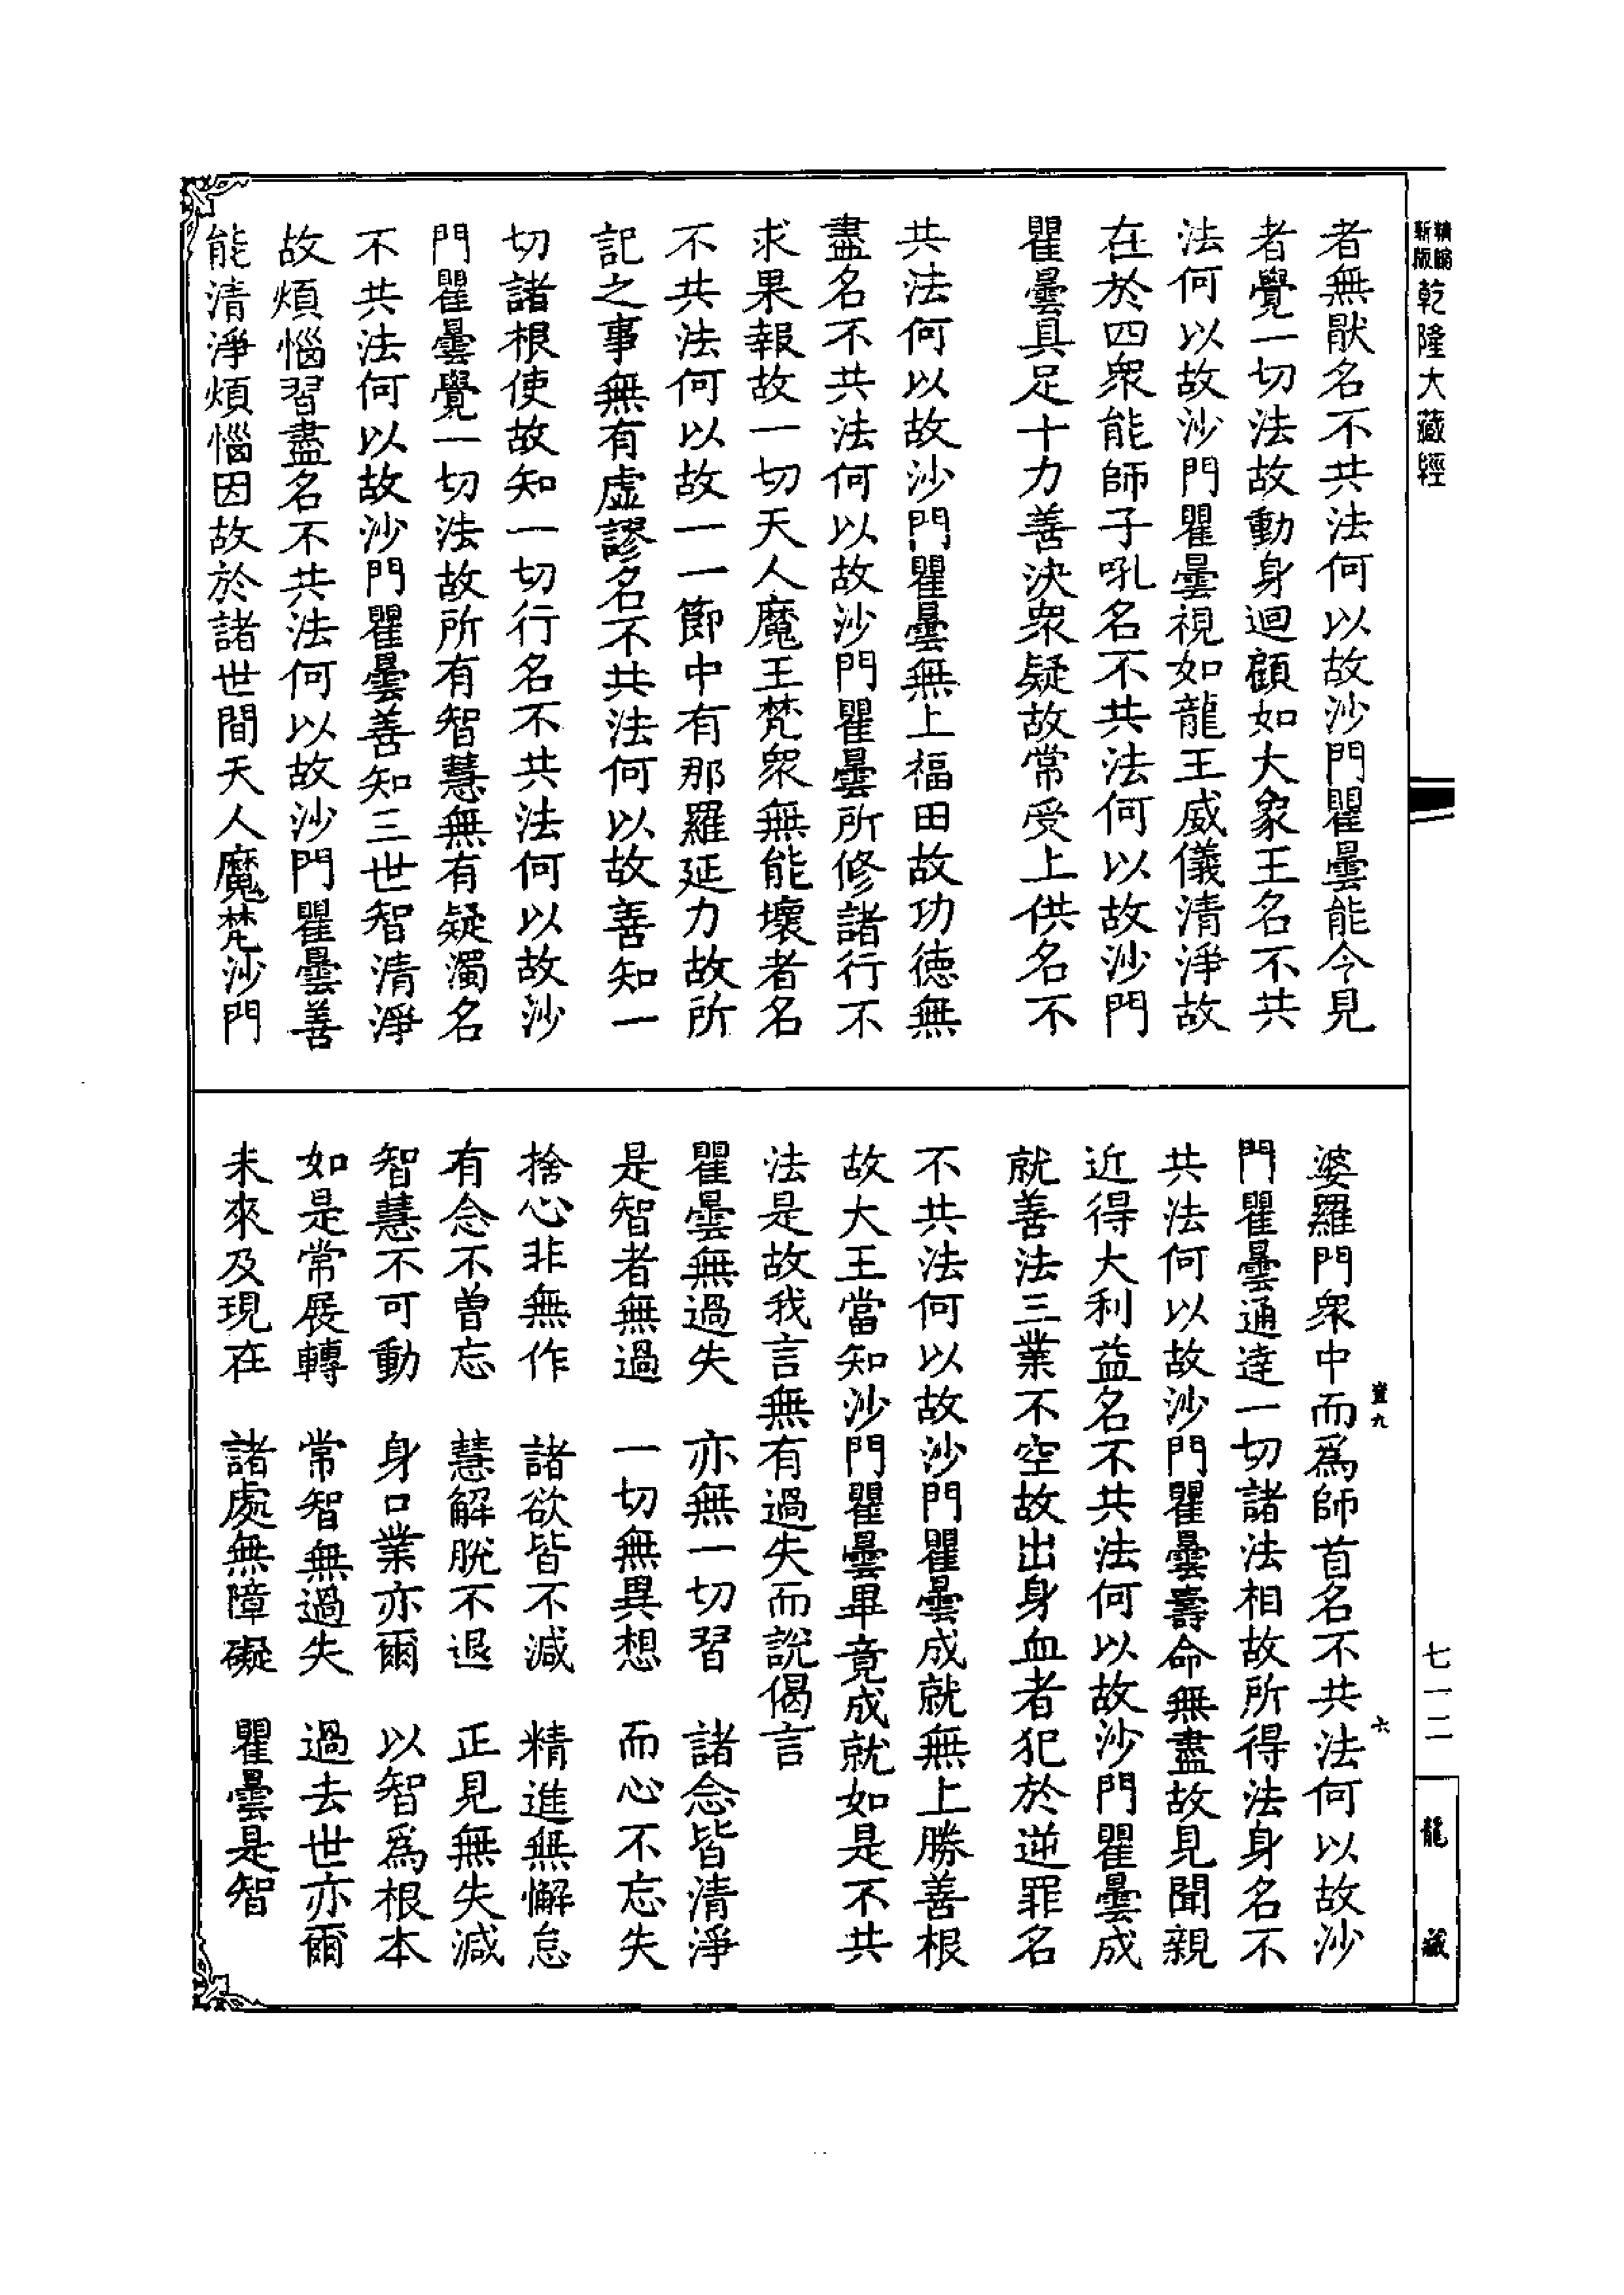 精編
新版
乾隆大藏經
者無猒名不共法何以故沙門瞿曇能令見
者覺一切法故動身迴顧如大象王名不共
法何以故沙門瞿曇視如龍王威儀清淨故
在於四衆能師子吼名不共法何以故沙門
瞿曇具足十力善決衆疑故常受上供名不
共法何以故沙門瞿曇無上福田故功德無
盡名不共法何以故沙門瞿曇所修諸行不
求果報故一切天人魔王梵衆無能壞者名
不共法何以故一一節中有那羅延力故所
記之事無有虛謬名不共法何以故善知一
切諸根使故知一切行名不共法何以故沙
門瞿曇覺一切法故所有智慧無有疑濁名
不共法何以故沙門瞿曇善知三世智清淨
故煩惱習盡名不共法何以故沙門瞿曇善
能清淨煩惱因故於諸世間天人魔梵沙門
婆羅門衆中而爲師首名不共法何以故沙
門瞿曇通達一切諸法相故所得法身名不
共法何以故沙門瞿曇壽命無盡故見聞親
近得大利益名不共法何以故沙門瞿曇成
就善法三業不空故出身血者犯於逆罪名
不共法何以故沙門瞿曇成就無上勝善根
故大王當知沙門瞿曇畢竟成就如是不共
法是故我言無有過失而說偈言
瞿曇無過失　亦無一切習　諸念皆清淨
是智者無過　一切無異想　而心不忘失
捨心非無作　諸欲皆不減　精進無懈怠
有念不曾忘　慧解脫不退　正見無失減
智慧不可動　身口業亦爾　以智爲根本
如是常展轉　常智無過失　過去世亦爾
未來及現在　諸處無障礙　瞿曇是智
九
六
七一二
龍藏